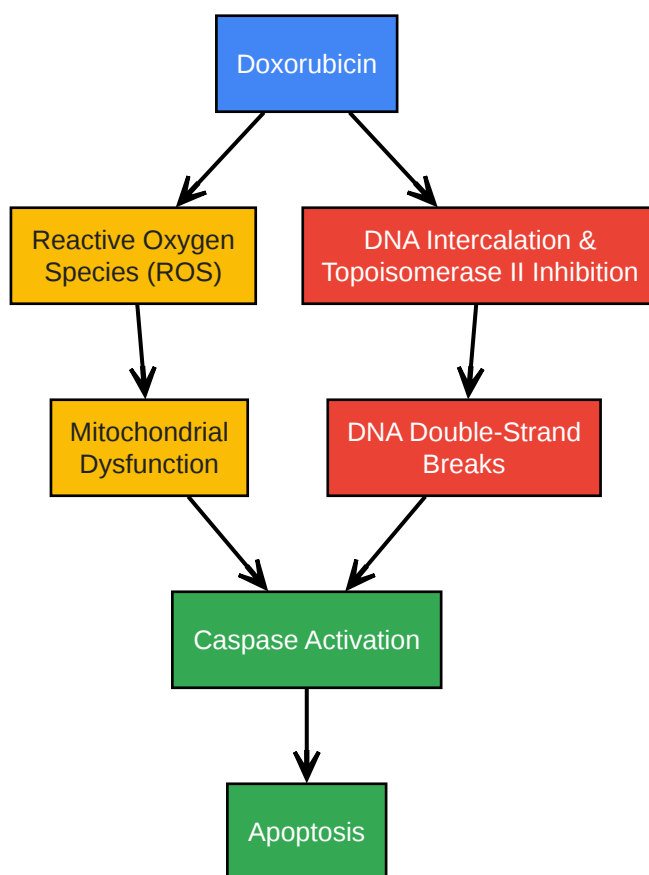 Doxorubicin
Reactive Oxygen
Species (ROS)
DNA Intercalation &
Topoisomerase II Inhibition
Mitochondrial
Dysfunction
DNA Double-Strand
Breaks
Caspase Activation
Apoptosis